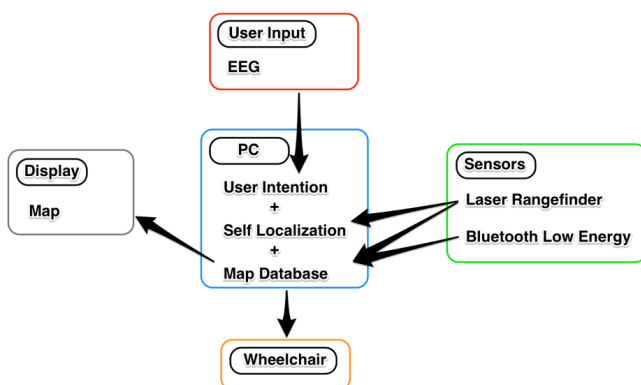 User Input
EEG
PC
User Intention
+
Self Localization
+
Map Database
Display
Map
Sensors
Laser Rangefinder
Bluetooth Low Energy
Wheelchair